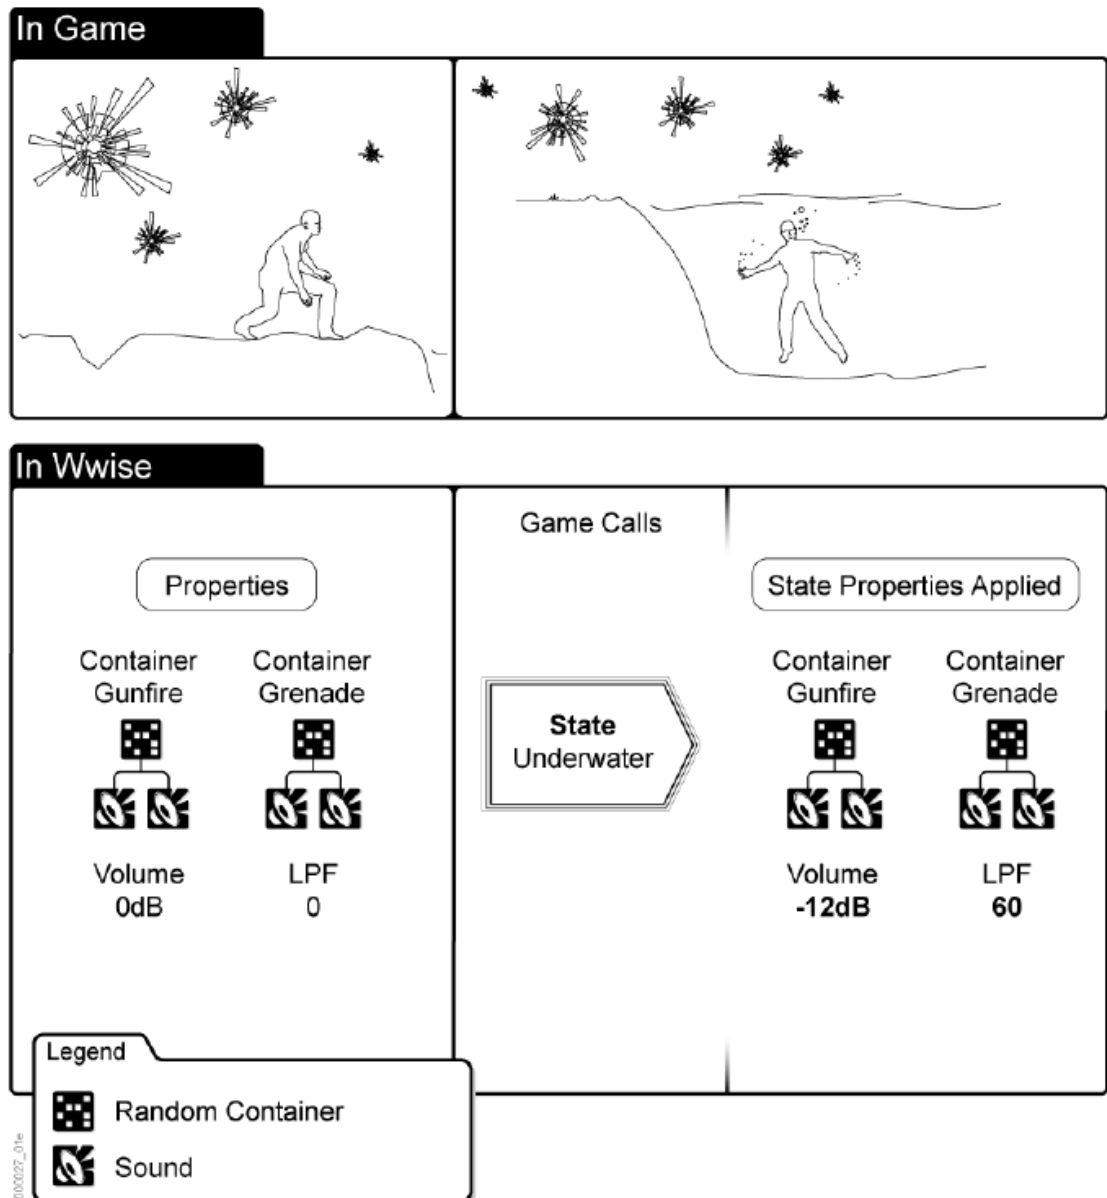 In Game
In Wwise
Properties
Container
Gunfire
Container
Grenade
Volume
0dB
LPF
0
Game Calls
State
Underwater
State Properties Applied
Container
Gunfire
Container
Grenade
Volume
-12dB
LPF
60
Legend
Random Container
Sound
000027_01e